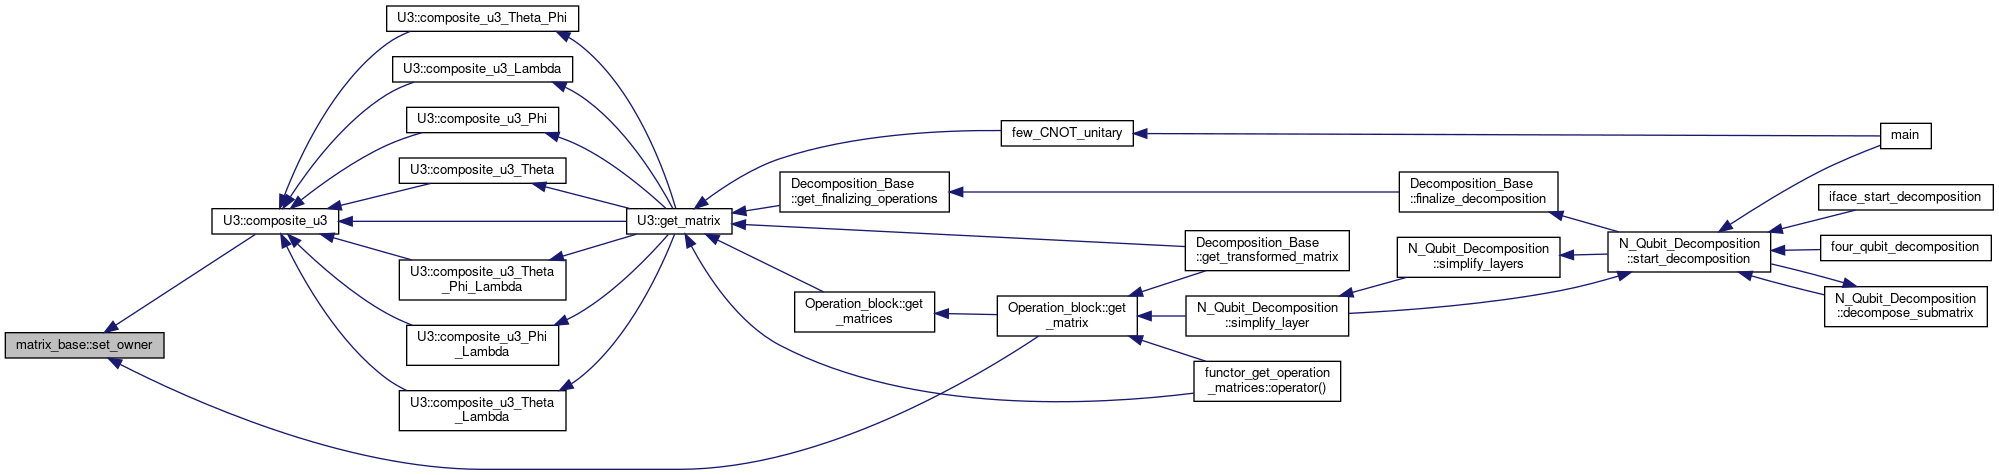 U3::composite_u3_Theta_Phi
U3::composite_u3_Lambda
U3::composite_u3_Phi
U3::composite_u3_Theta
U3::composite_u3
U3::composite_u3_Theta
_Phi_Lambda
U3::composite_u3_Phi
_Lambda
U3::composite_u3_Theta
_Lambda
matrix_base::set_owner
U3::get_matrix
few_CNOT_unitary
Decomposition_Base
::get_finalizing_operations
Decomposition_Base
::get_transformed_matrix
Operation_block::get
_matrices
Operation_block::get
_matrix
N_Qubit_Decomposition
::simplify_layer
functor_get_operation
_matrices::operator()
Decomposition_Base
::finalize_decomposition
N_Qubit_Decomposition
::simplify_layers
N_Qubit_Decomposition
::start_decomposition
main
iface_start_decomposition
four_qubit_decomposition
N_Qubit_Decomposition
::decompose_submatrix